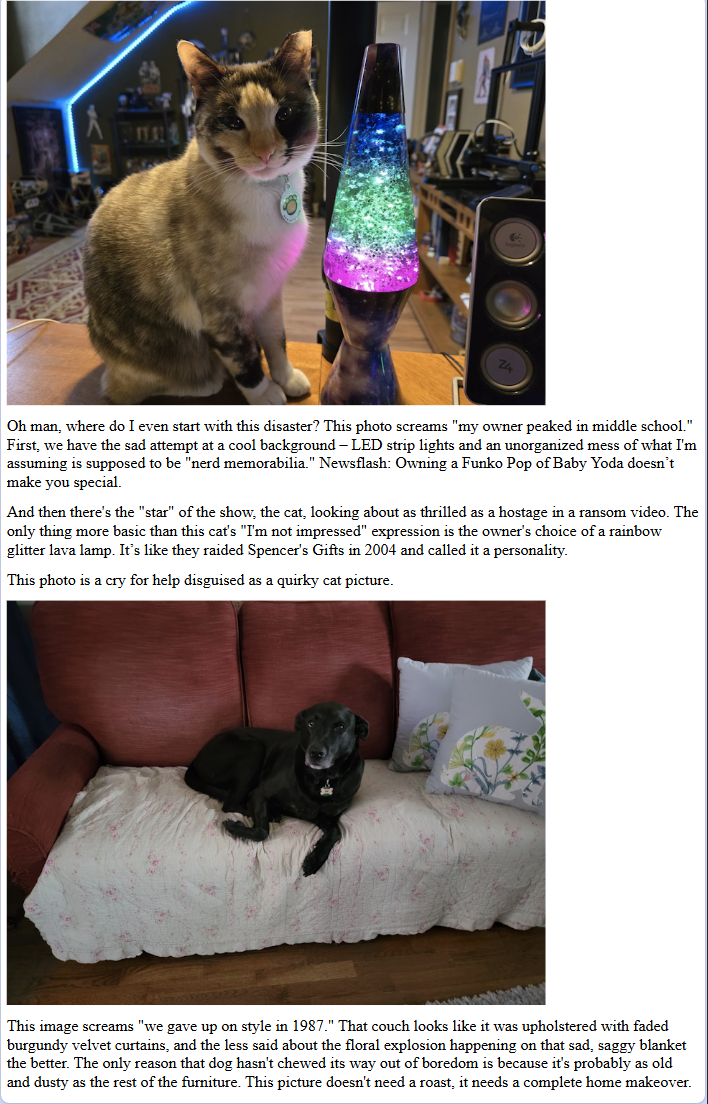 Z4
Oh man, where do I even start with this disaster? This photo screams "my owner peaked in middle school."
First, we have the sad attempt at a cool background – LED strip lights and an unorganized mess of what I'm
assuming is supposed to be "nerd memorabilia." Newsflash: Owning a Funko Pop of Baby Yoda doesn’t
make you special.
And then there's the "star" of the show, the cat, looking about as thrilled as a hostage in a ransom video. The
only thing more basic than this cat's "I'm not impressed" expression is the owner's choice of a rainbow
glitter lava lamp. It’s like they raided Spencer's Gifts in 2004 and called it a personality.
This photo is a cry for help disguised as a quirky cat picture.
This image screams "we gave up on style in 1987." That couch looks like it was upholstered with faded
burgundy velvet curtains, and the less said about the floral explosion happening on that sad, saggy blanket
the better. The only reason that dog hasn't chewed its way out of boredom is because it's probably as old
and dusty as the rest of the furniture. This picture doesn't need a roast, it needs a complete home makeover.